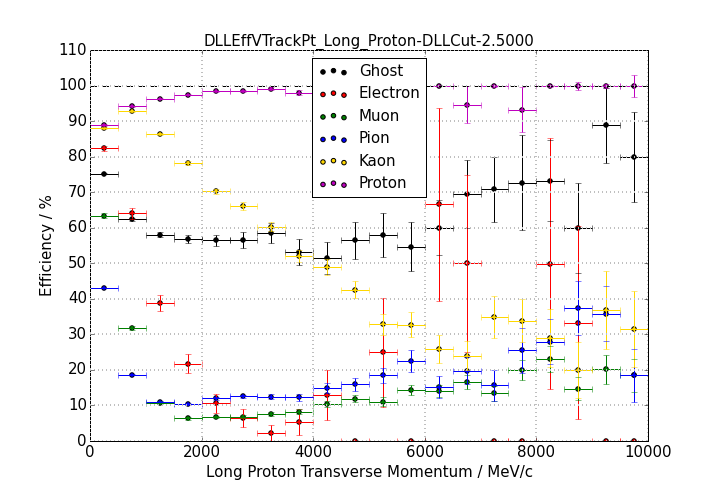 DLLEffVTrackPt_Long_Proton-DLLCut-2.5000
110
100
90
80
70
60
50
40
30
20
10
0
Efficiency / %
Ghost
Electron
Muon
Pion
Kaon
Proton
0 2000 4000 6000 8000 10000
Long Proton Transverse Momentum / MeV/c